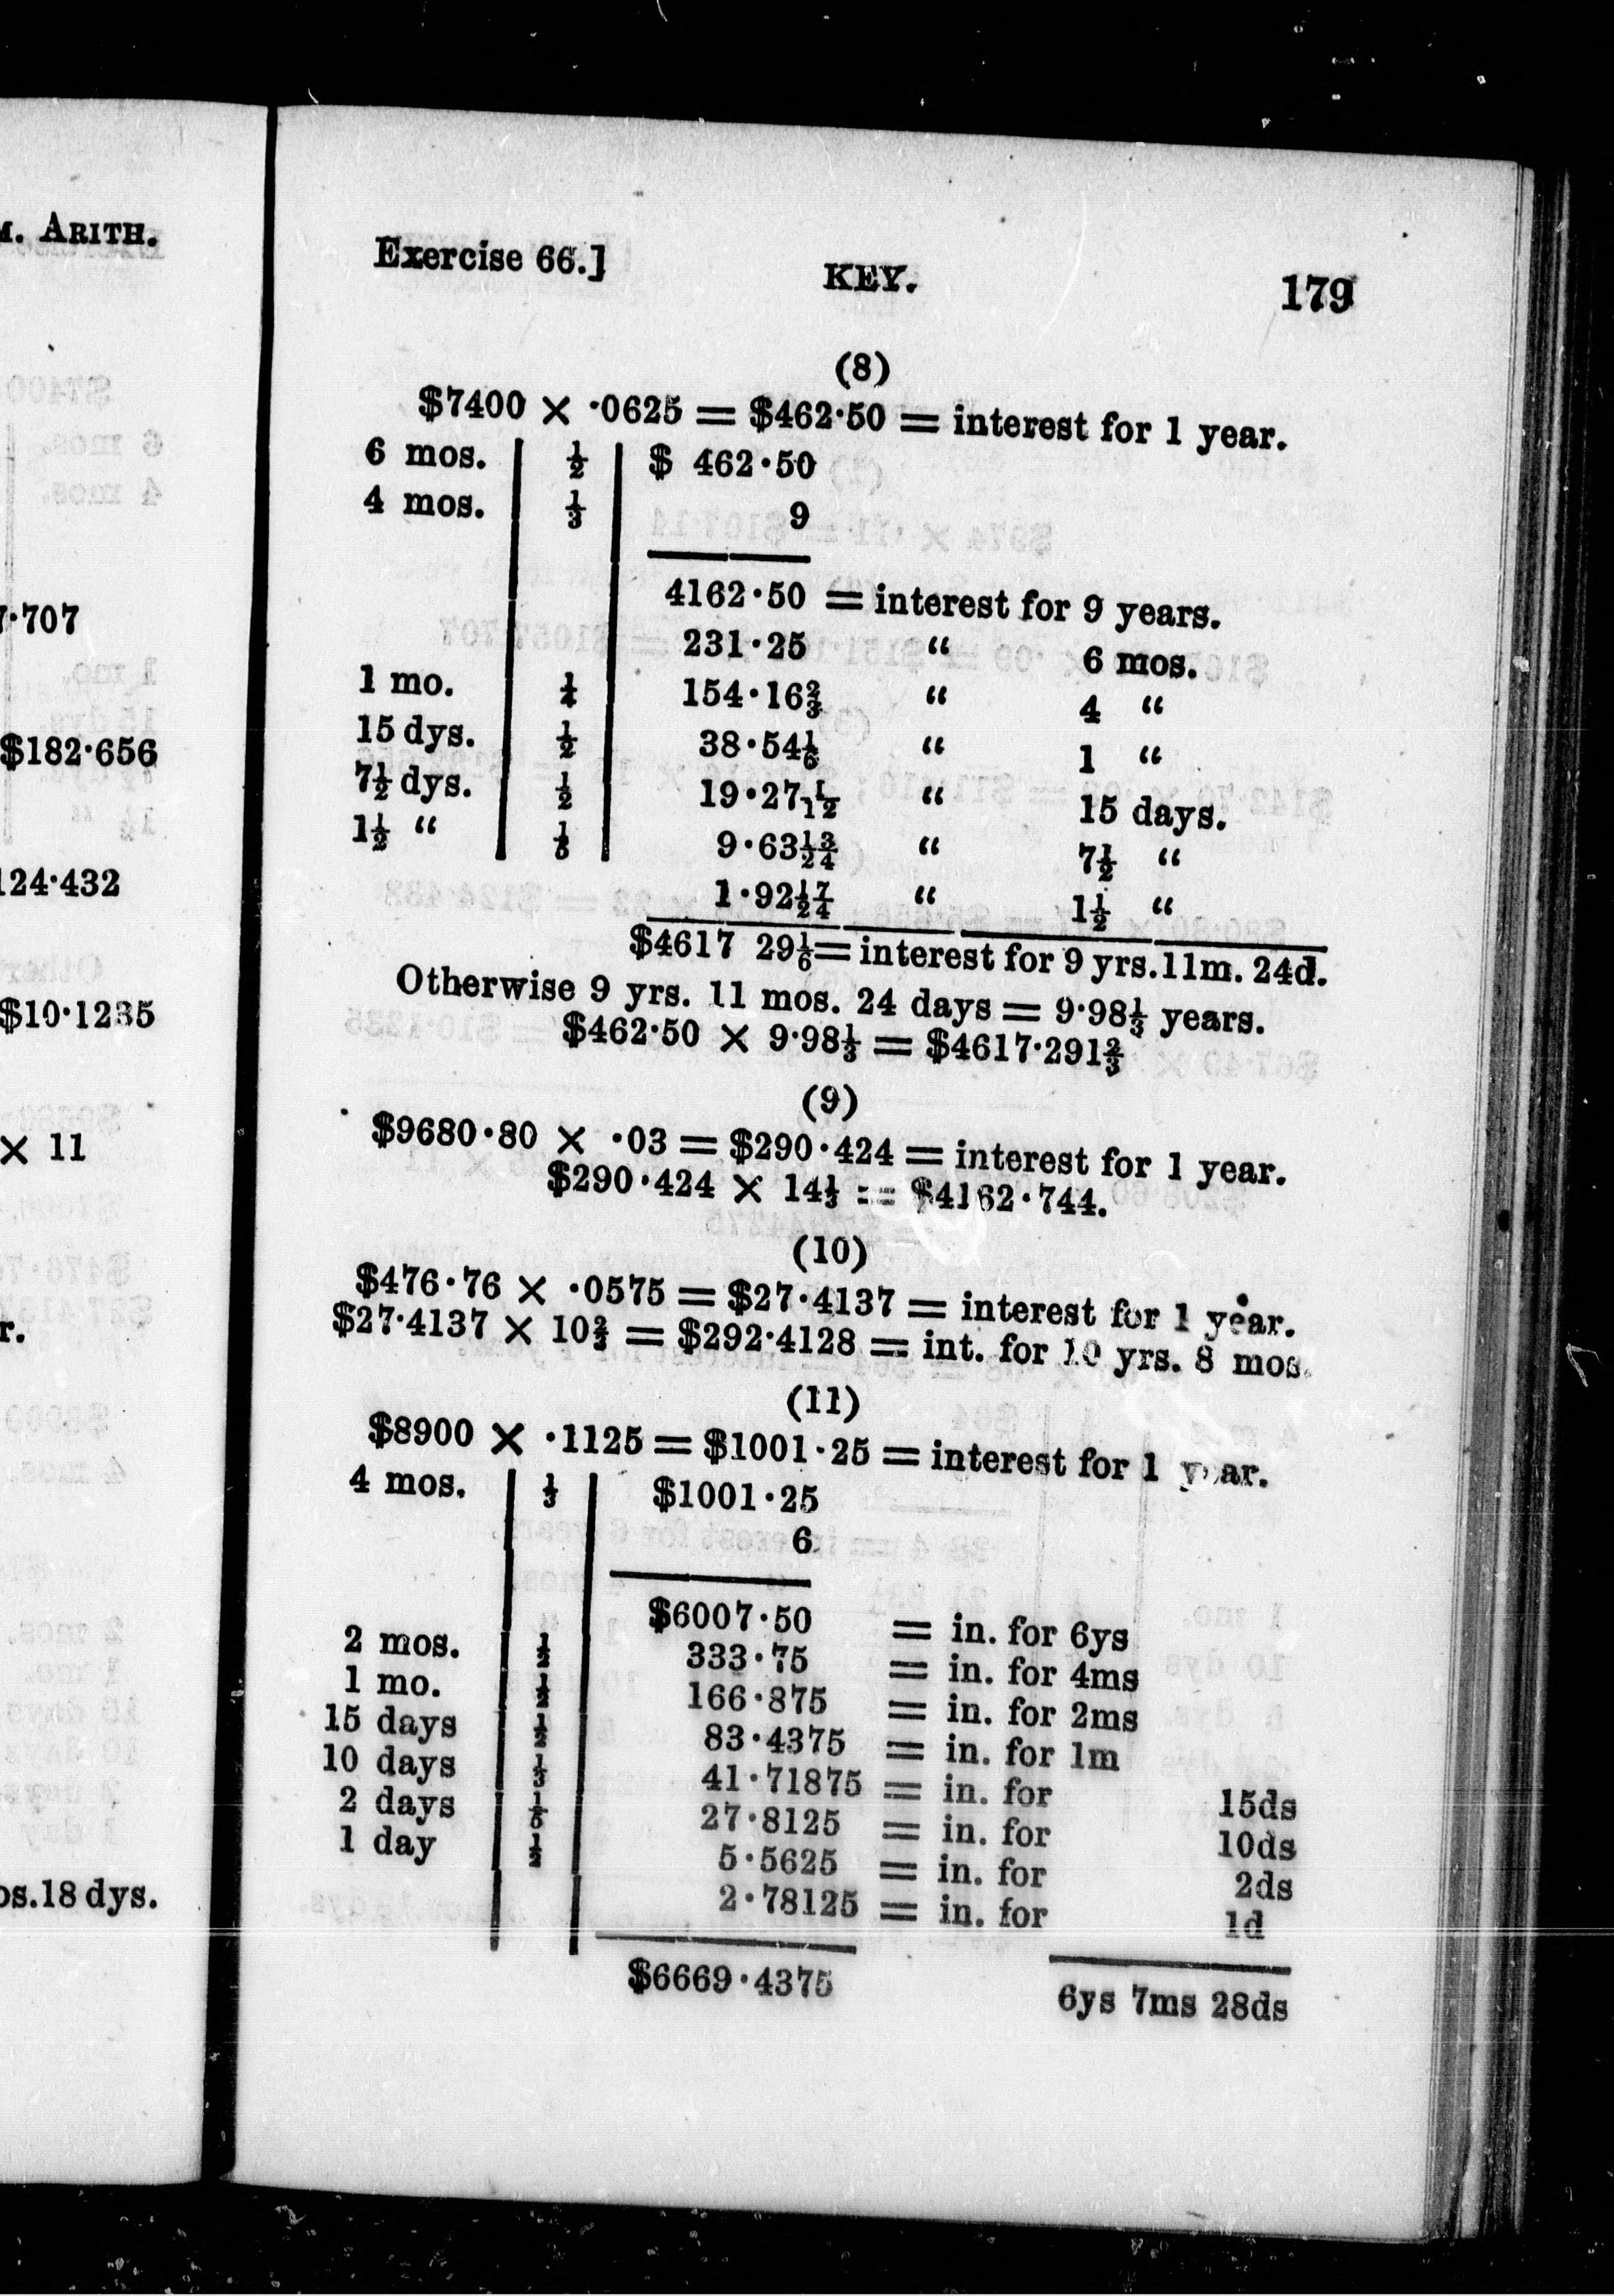 M. ARITH.
7·707
$182·656
124·432
$10·1235
× 11
r.
os.18 dys.
Exercise 66.] KEY. 179
(8)
$7400 × ·0625 = $462·50 = interest for 1 year.
6 mos. ½ $ 462·50
4 mos. ⅓ 9
4162·50 = interest for 9 years.
231·25 “ 6 mos.
1 mo. ¼ 154·16⅔ “ 4 “
15 dys. ½ 38·54⅙ “ 1 “
7½ dys. ½ 19·27 1/12 “ 15 days.
1½ “ ⅕ 9·63 13/24 “ 7½ “
1·92 17/24 “ 1½ “
$4617 29⅙ = interest for 9 yrs. 11m. 24d.
Otherwise 9 yrs. 11 mos. 24 days = 9·98⅓ years.
$462·50 × 9·98⅓ = $4617·291⅔
(9)
$9680·80 × ·03 = $290·424 = interest for 1 year.
$290·424 × 14⅓ = $4162·744.
(10)
$476·76 × ·0575 = $27·4137 = interest for 1 year.
$27·4137 × 10⅔ = $292·4128 = int. for 10 yrs. 8 mos.
(11)
$8900 × ·1125 = $1001·25 = interest for 1 year.
4 mos. ⅓ $1001·25
6
$6007·50 = in. for 6ys
2 mos. ½ 333·75 = in. for 4ms
1 mo. ½ 166·875 = in. for 2ms
15 days ½ 83·4375 = in. for 1m
10 days ⅓ 41·71875 = in. for 15ds
2 days ⅕ 27·8125 = in. for 10ds
1 day ½ 5·5625 = in. for 2ds
2·78125 = in. for 1d
$6669·4375 6ys 7ms 28ds